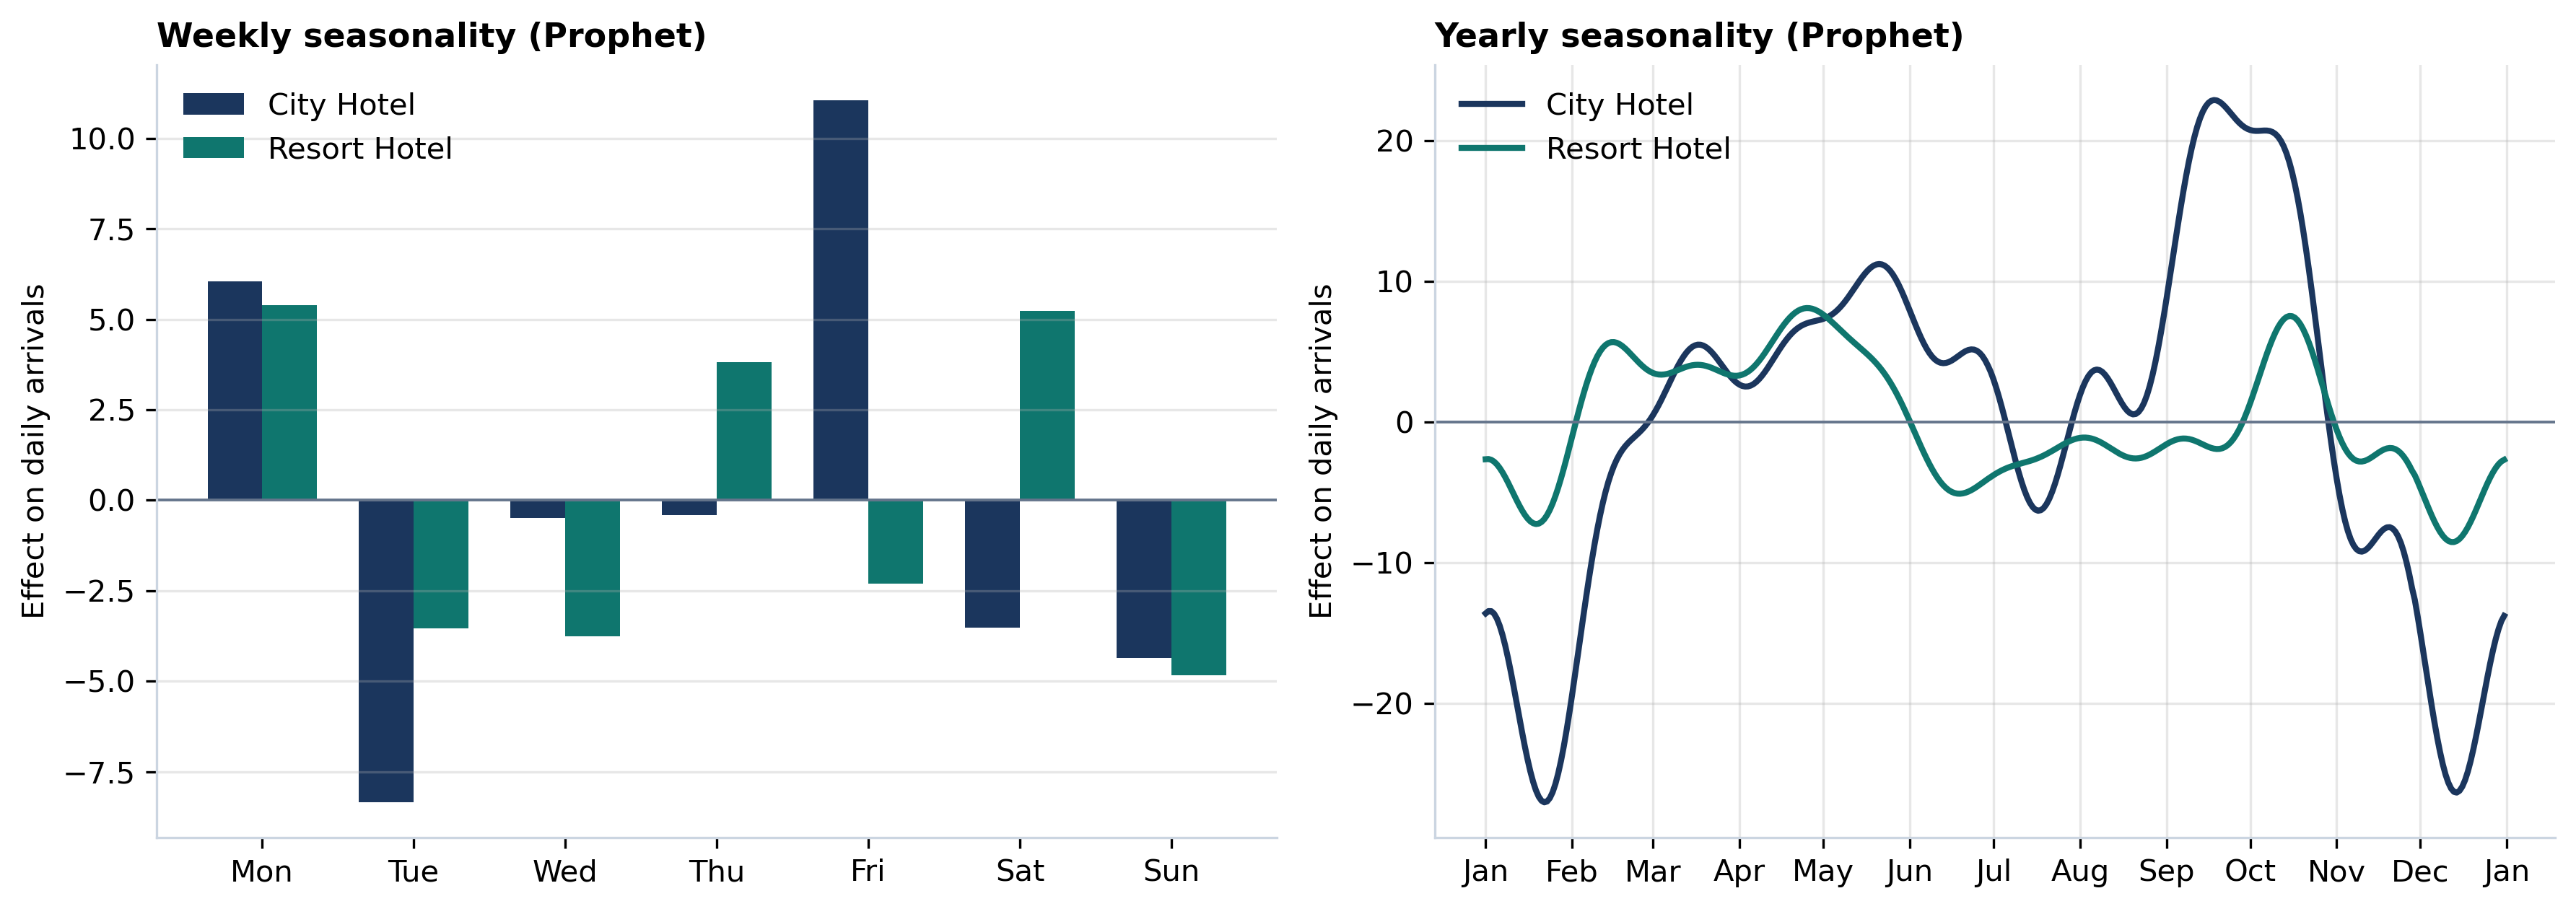 Weekly seasonality (Prophet)
City Hotel
Resort Hotel
Effect on daily arrivals
10.0
7.5
5.0
2.5
0.0
−2.5
−5.0
−7.5
Mon Tue Wed Thu Fri Sat Sun
Yearly seasonality (Prophet)
City Hotel
Resort Hotel
Effect on daily arrivals
20
10
0
−10
−20
Jan Feb Mar Apr May Jun Jul Aug Sep Oct Nov Dec Jan